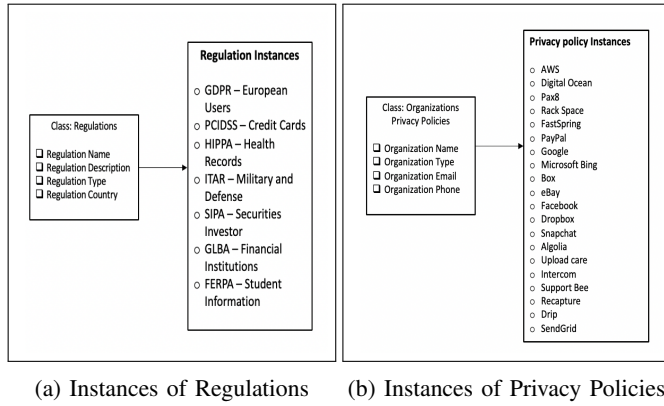 Class: Regulations
❑ Regulation Name
❑ Regulation Description
❑ Regulation Type
❑ Regulation Country
Regulation Instances
○ GDPR – European
Users
○ PCIDSS – Credit Cards
○ HIPPA – Health
Records
○ ITAR – Military and
Defense
○ SIPA – Securities
Investor
○ GLBA – Financial
Institutions
○ FERPA – Student
Information
(a) Instances of Regulations
Class: Organizations
Privacy Policies
❑ Organization Name
❑ Organization Type
❑ Organization Email
❑ Organization Phone
Privacy policy Instances
○ AWS
○ Digital Ocean
○ Pax8
○ Rack Space
○ FastSpring
○ PayPal
○ Google
○ Microsoft Bing
○ Box
○ eBay
○ Facebook
○ Dropbox
○ Snapchat
○ Algolia
○ Upload care
○ Intercom
○ Support Bee
○ Recapture
○ Drip
○ SendGrid
(b) Instances of Privacy Policies